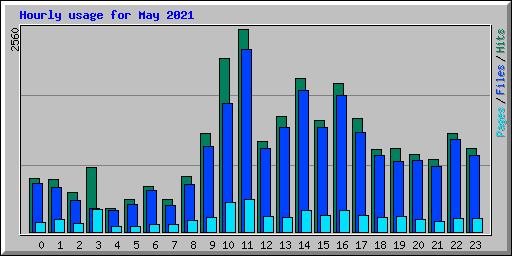 Hourly usage for May 2021
2560
Pages/Files/Hits
0 1 2 3 4 5 6 7 8 9 10 11 12 13 14 15 16 17 18 19 20 21 22 23